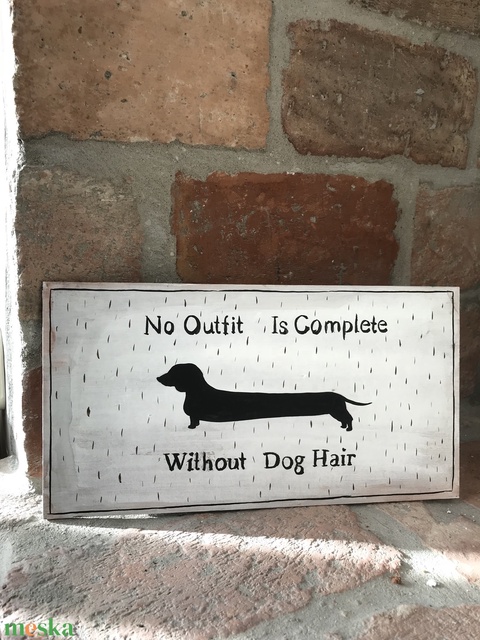 No Outfit Is Complete
Without Dog Hair
meska